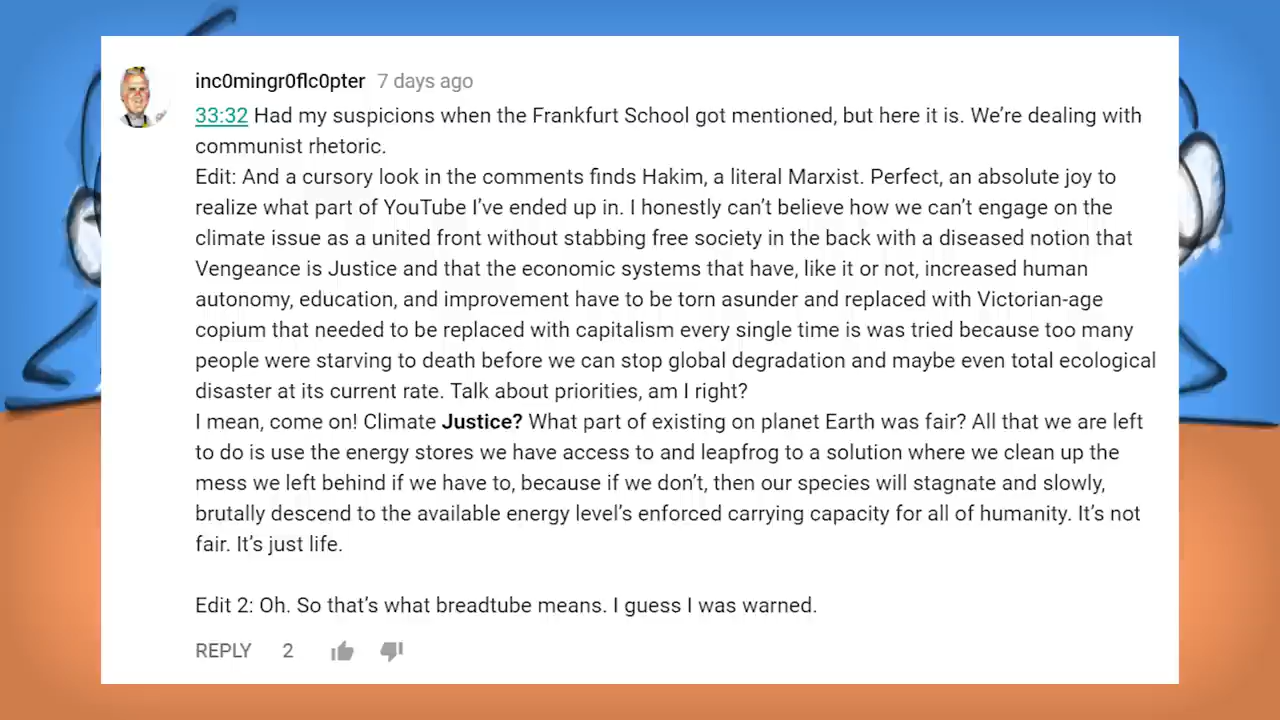 inc0mingr0flc0pter 7 days ago
33:32 Had my suspicions when the Frankfurt School got mentioned, but here it is. We're dealing with
communist rhetoric.
Edit: And a cursory look in the comments finds Hakim, a literal Marxist. Perfect, an absolute joy to
realize what part of YouTube I've ended up in. I honestly can't believe how we can't engage on the
climate issue as a united front without stabbing free society in the back with a diseased notion that
Vengeance is Justice and that the economic systems that have, like it or not, increased human
autonomy, education, and improvement have to be torn asunder and replaced with Victorian-age
copium that needed to be replaced with capitalism every single time is was tried because too many
people were starving to death before we can stop global degradation and maybe even total ecological
disaster at its current rate. Talk about priorities, am I right?
I mean, come on! Climate Justice? What part of existing on planet Earth was fair? All that we are left
to do is use the energy stores we have access to and leapfrog to a solution where we clean up the
mess we left behind if we have to, because if we don't, then our species will stagnate and slowly,
brutally descend to the available energy level's enforced carrying capacity for all of humanity. It's not
fair. It's just life.
Edit 2: Oh. So that's what breadtube means. I guess I was warned.
REPLY 2